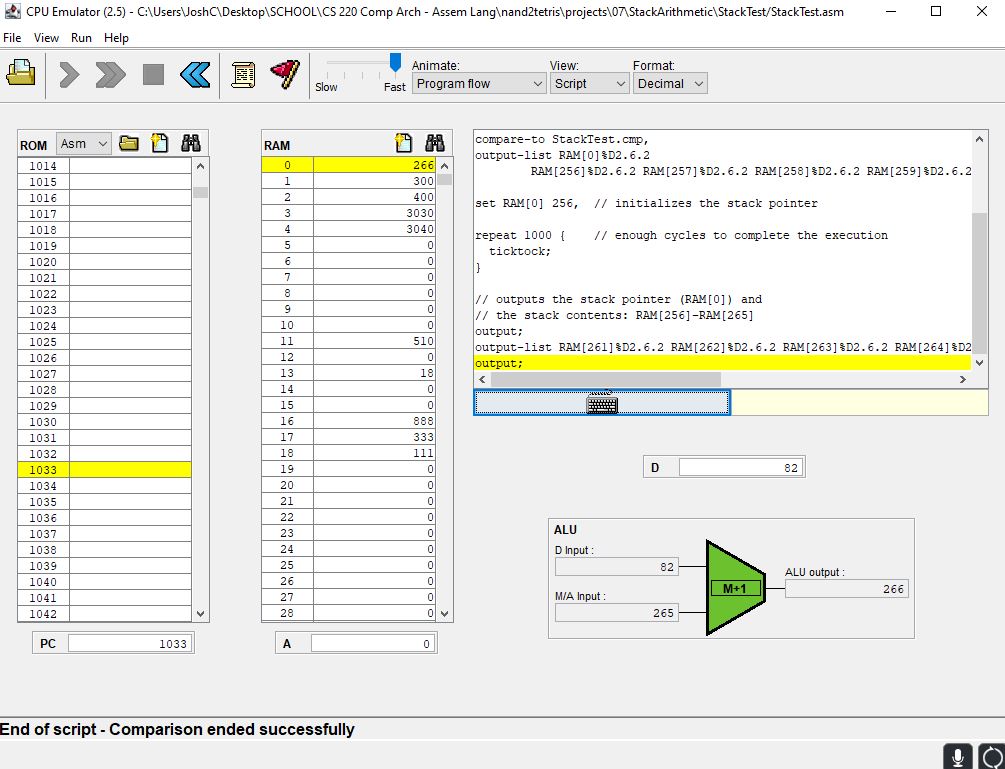 CPU Emulator (2.5) - C:\Users\JoshC\Desktop\SCHOOL\CS 220 Comp Arch - Assem Lang\nand2tetris\projects\07\StackArithmetic\StackTest/StackTest.asm
File View Run Help
Slow Fast
Animate:
Program flow
View:
Script
Format:
Decimal
ROM Asm
1014
1015
1016
1017
1018
1019
1020
1021
1022
1023
1024
1025
1026
1027
1028
1029
1030
1031
1032
1033
1034
1035
1036
1037
1038
1039
1040
1041
1042
PC 1033
RAM
0 266
1 300
2 400
3 3030
4 3040
5 0
6 0
7 0
8 0
9 0
10 0
11 510
12 0
13 18
14 0
15 0
16 888
17 333
18 111
19 0
20 0
21 0
22 0
23 0
24 0
25 0
26 0
27 0
28 0
A 0
compare-to StackTest.cmp,
output-list RAM[0]%D2.6.2
RAM[256]%D2.6.2 RAM[257]%D2.6.2 RAM[258]%D2.6.2 RAM[259]%D2.6.2
set RAM[0] 256, // initializes the stack pointer
repeat 1000 { // enough cycles to complete the execution
ticktock;
}
// outputs the stack pointer (RAM[0]) and
// the stack contents: RAM[256]-RAM[265]
output;
output-list RAM[261]%D2.6.2 RAM[262]%D2.6.2 RAM[263]%D2.6.2 RAM[264]%D2
output;
D 82
ALU
D Input :
82
M/A Input :
265
M+1
ALU output :
266
End of script - Comparison ended successfully